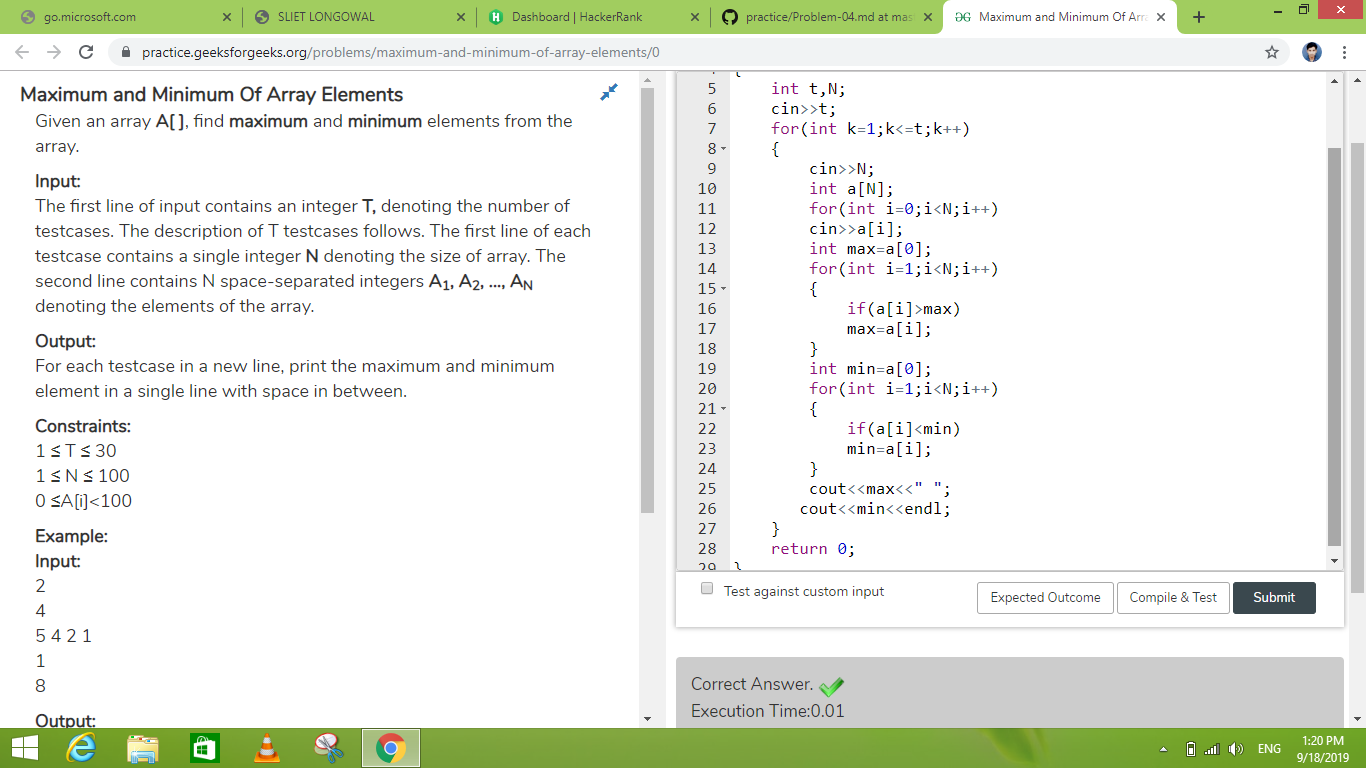 go.microsoft.com
SLIET LONGOWAL
Dashboard | HackerRank
practice/Problem-04.md at mas
Maximum and Minimum Of Arr
practice.geeksforgeeks.org/problems/maximum-and-minimum-of-array-elements/0
Maximum and Minimum Of Array Elements
Given an array A[ ], find maximum and minimum elements from the
array.
Input:
The first line of input contains an integer T, denoting the number of
testcases. The description of T testcases follows. The first line of each
testcase contains a single integer N denoting the size of array. The
second line contains N space-separated integers A1, A2, ..., AN
denoting the elements of the array.
Output:
For each testcase in a new line, print the maximum and minimum
element in a single line with space in between.
Constraints:
1 ≤ T ≤ 30
1 ≤ N ≤ 100
0 ≤A[i]<100
Example:
Input:
2
4
5 4 2 1
1
8
Output:
4 {
5 int t,N;
6 cin>>t;
7 for(int k=1;k<=t;k++)
8 {
9 cin>>N;
10 int a[N];
11 for(int i=0;i<N;i++)
12 cin>>a[i];
13 int max=a[0];
14 for(int i=1;i<N;i++)
15 {
16 if(a[i]>max)
17 max=a[i];
18 }
19 int min=a[0];
20 for(int i=1;i<N;i++)
21 {
22 if(a[i]<min)
23 min=a[i];
24 }
25 cout<<max<<" ";
26 cout<<min<<endl;
27 }
28 return 0;
29 }
Test against custom input
Expected Outcome
Compile & Test
Submit
Correct Answer.
Execution Time:0.01
ENG
1:20 PM
9/18/2019